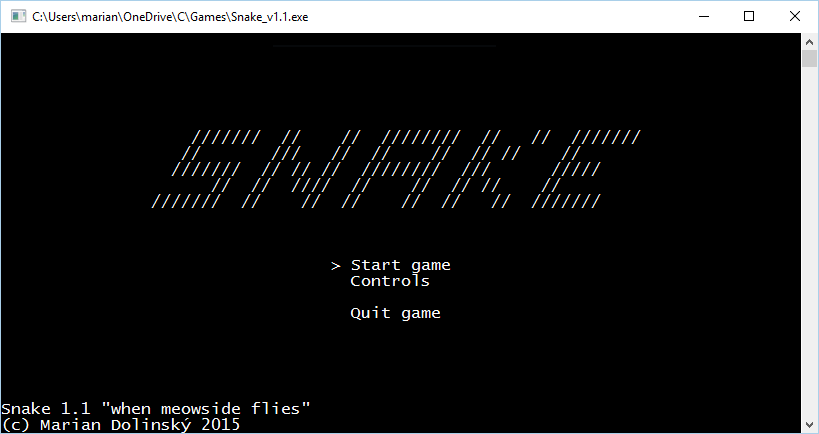 C:\Users\marian\OneDrive\C\Games\Snake_v1.1.exe
SNAKE
> Start game
Controls
Quit game
Snake 1.1 "when meowside flies"
(c) Marian Dolinský 2015